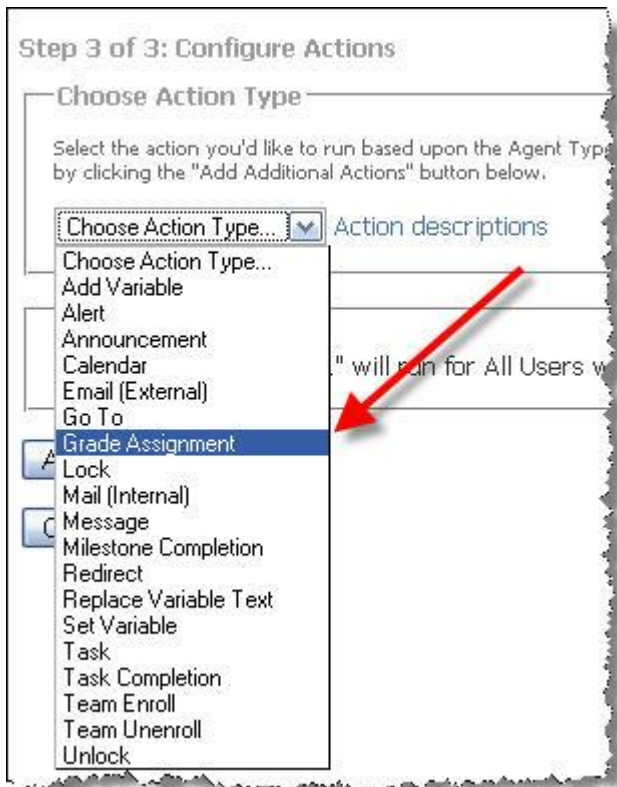 Step 3 of 3: Configure Actions
Choose Action Type
Select the action you'd like to run based upon the Agent Type
by clicking the "Add Additional Actions" button below.
Choose Action Type... Action descriptions
Choose Action Type...
Add Variable
Alert
Announcement
Calendar
" will run for All Users
Email (External)
Go To
Grade Assignment
Lock
Mail (Internal)
Message
Milestone Completion
Redirect
Replace Variable Text
Set Variable
Task
Task Completion
Team Enroll
Team Unenroll
Unlock